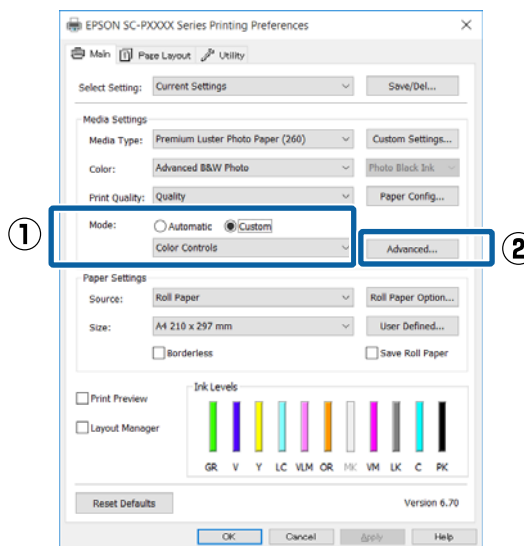 EPSON SC-PXXXX Series Printing Preferences
Main Page Layout Utility
Select Setting: Current Settings Save/Del...
Media Settings
Media Type: Premium Luster Photo Paper (260) Custom Settings...
Color: Advanced B&W Photo Photo Black Ink
Print Quality: Quality Paper Config...
① Mode: Automatic Custom
Color Controls Advanced... ②
Paper Settings
Source: Roll Paper Roll Paper Option...
Size: A4 210 x 297 mm User Defined...
Borderless Save Roll Paper
Ink Levels
Print Preview
Layout Manager
GR V Y LC VLM OR MK VM LK C PK
Reset Defaults Version 6.70
OK Cancel Apply Help